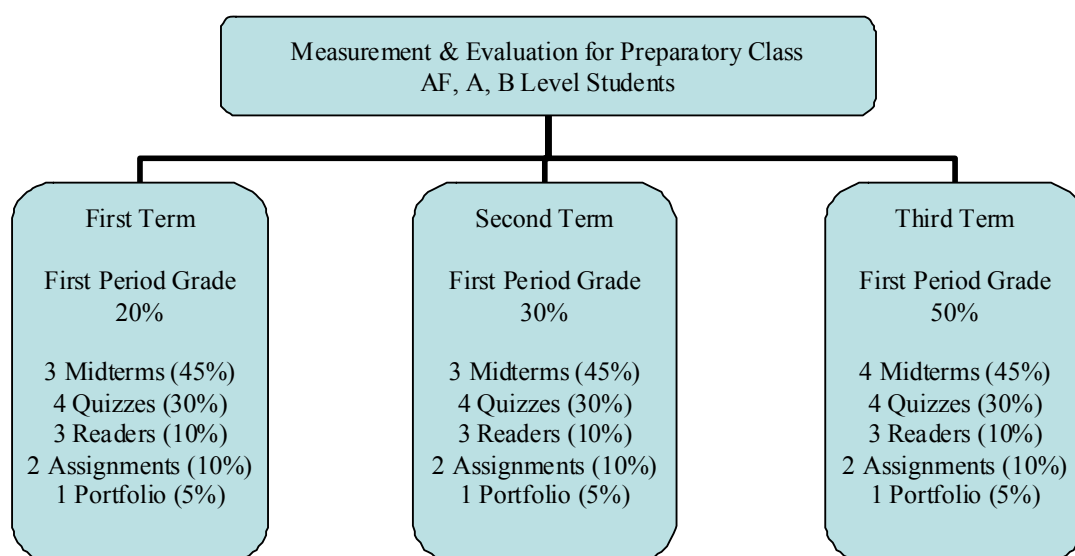 Measurement & Evaluation for Preparatory Class
AF, A, B Level Students
First Term
First Period Grade
20%
3 Midterms (45%)
4 Quizzes (30%)
3 Readers (10%)
2 Assignments (10%)
1 Portfolio (5%)
Second Term
First Period Grade
30%
3 Midterms (45%)
4 Quizzes (30%)
3 Readers (10%)
2 Assignments (10%)
1 Portfolio (5%)
Third Term
First Period Grade
50%
4 Midterms (45%)
4 Quizzes (30%)
3 Readers (10%)
2 Assignments (10%)
1 Portfolio (5%)